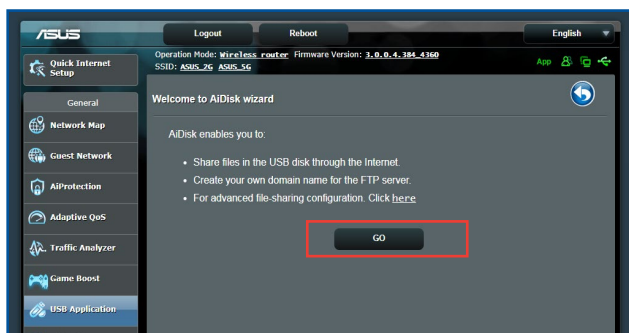 ASUS
Logout
Reboot
English
Quick Internet
Setup
Operation Mode: Wireless router Firmware Version: 3.0.0.4.384_4360
SSID: ASUS_2G ASUS_5G
App
General
Network Map
Guest Network
AiProtection
Adaptive QoS
Traffic Analyzer
Game Boost
USB Application
Welcome to AiDisk wizard
AiDisk enables you to:
• Share files in the USB disk through the Internet.
• Create your own domain name for the FTP server.
• For advanced file-sharing configuration. Click here
GO